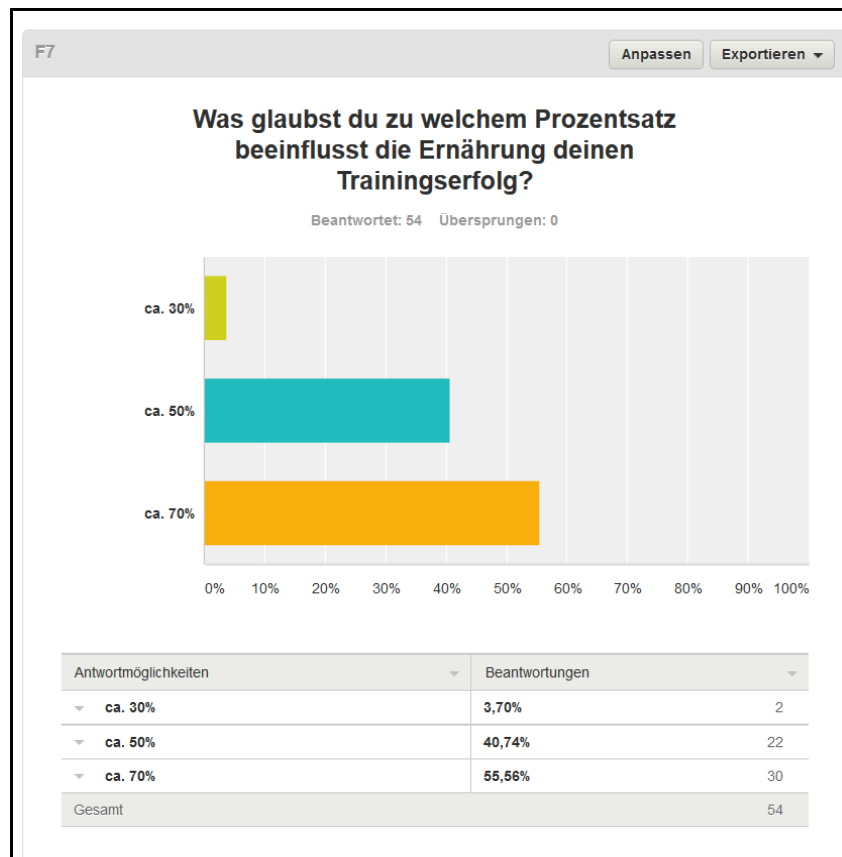 F7
Anpassen Exportieren
Was glaubst du zu welchem Prozentsatz
beeinflusst die Ernährung deinen
Trainingserfolg?
Beantwortet: 54 Übersprungen: 0
ca. 30%
ca. 50%
ca. 70%
0% 10% 20% 30% 40% 50% 60% 70% 80% 90% 100%
Antwortmöglichkeiten Beantwortungen
ca. 30% 3,70% 2
ca. 50% 40,74% 22
ca. 70% 55,56% 30
Gesamt 54